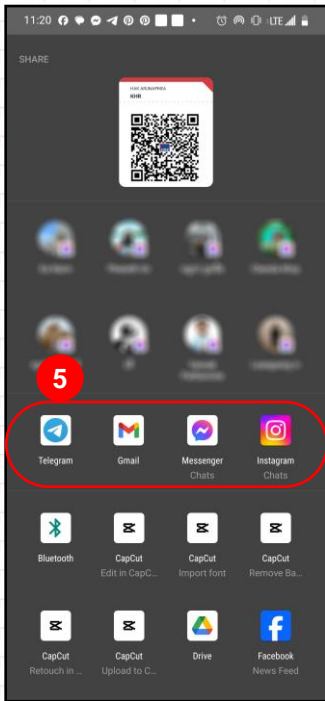 11:20
LTE
SHARE
KHR
5
Telegram
Gmail
Messenger
Chats
Instagram
Chats
Bluetooth
CapCut
Edit in CapC...
CapCut
Import font
CapCut
Remove Ba...
CapCut
Retouch in ...
CapCut
Upload to C...
Drive
Facebook
News Feed